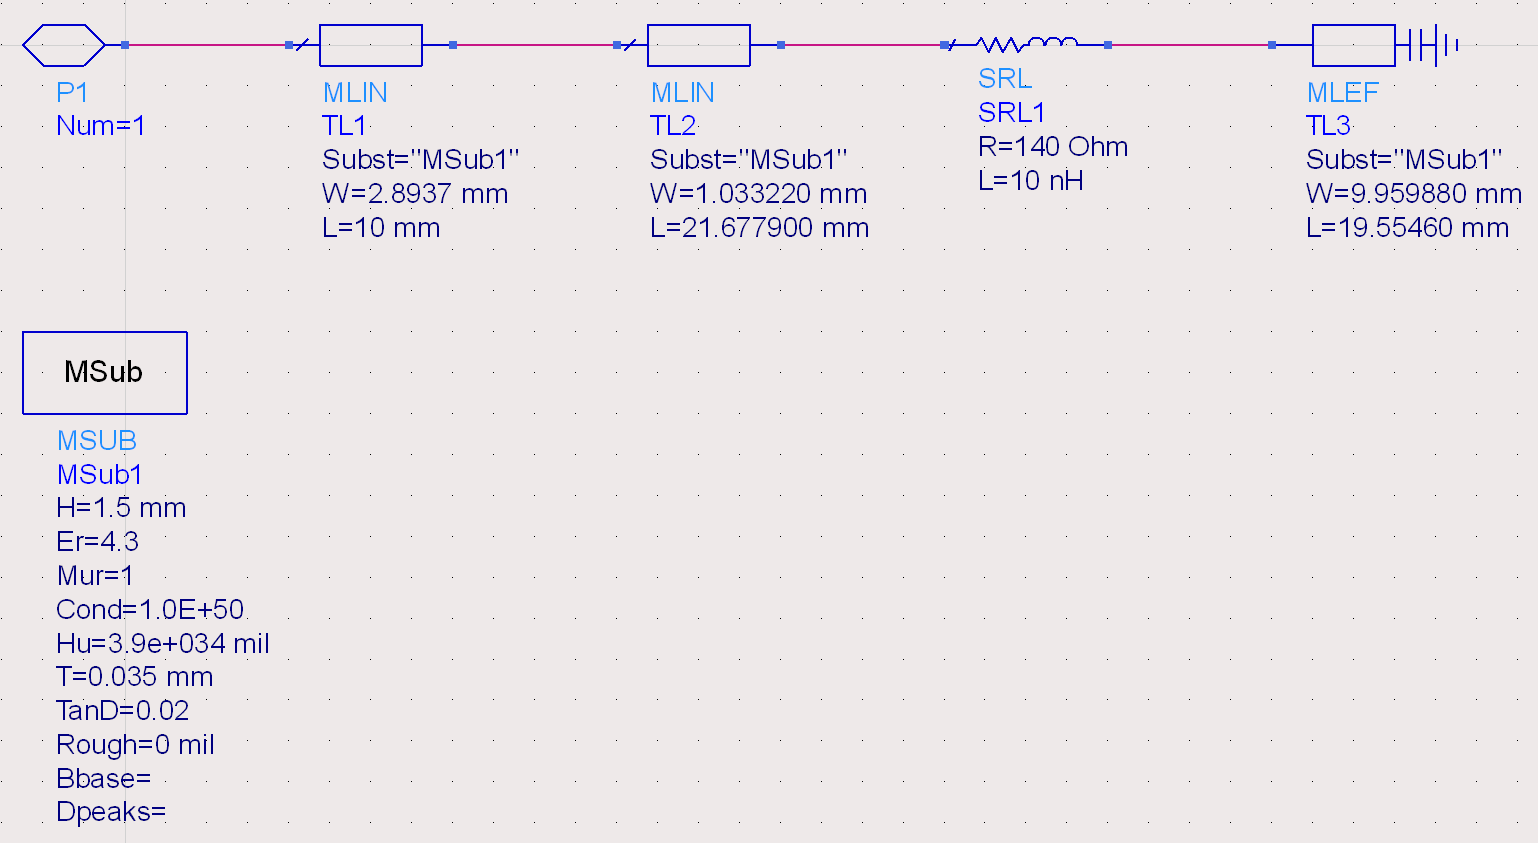 P1
Num=1
MLIN
TL1
Subst="MSub1"
W=2.8937 mm
L=10 mm
MLIN
TL2
Subst="MSub1"
W=1.033220 mm
L=21.677900 mm
SRL
SRL1
R=140 Ohm
L=10 nH
MLEF
TL3
Subst="MSub1"
W=9.959880 mm
L=19.55460 mm
MSub
MSUB
MSub1
H=1.5 mm
Er=4.3
Mur=1
Cond=1.0E+50
Hu=3.9e+034 mil
T=0.035 mm
TanD=0.02
Rough=0 mil
Bbase=
Dpeaks=